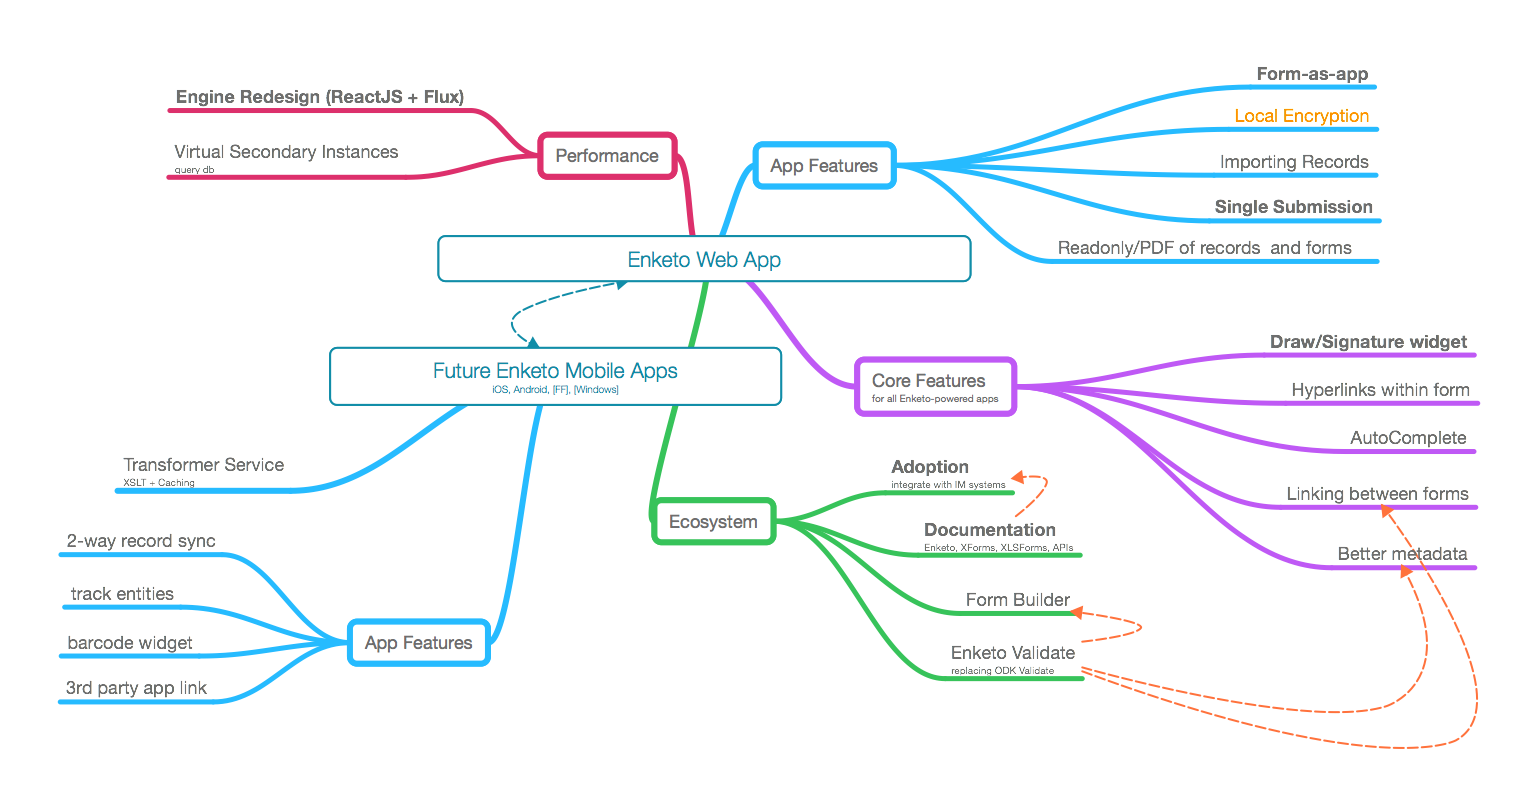 Engine Redesign (ReactJS + Flux)
Virtual Secondary Instances
query db
Performance
App Features
Form-as-app
Local Encryption
Importing Records
Single Submission
Readonly/PDF of records and forms
Enketo Web App
Future Enketo Mobile Apps
iOS, Android, [FF], [Windows]
Core Features
for all Enketo-powered apps
Draw/Signature widget
Hyperlinks within form
AutoComplete
Linking between forms
Better metadata
Transformer Service
XSLT + Caching
Ecosystem
Adoption
integrate with IM systems
Documentation
Enketo, XForms, XLSForms, APIs
Form Builder
Enketo Validate
replacing ODK Validate
2-way record sync
track entities
barcode widget
3rd party app link
App Features